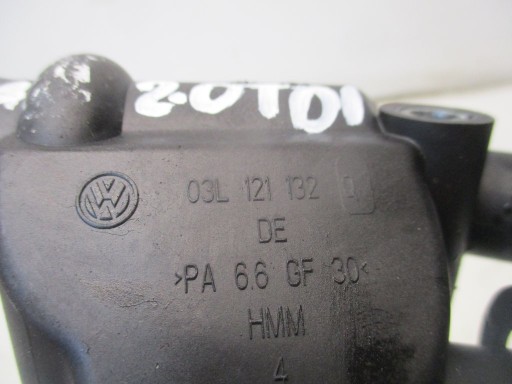 2.0TDI
03L 121 132 Q
DE
>PA 6.6 GF 30<
HMM
4